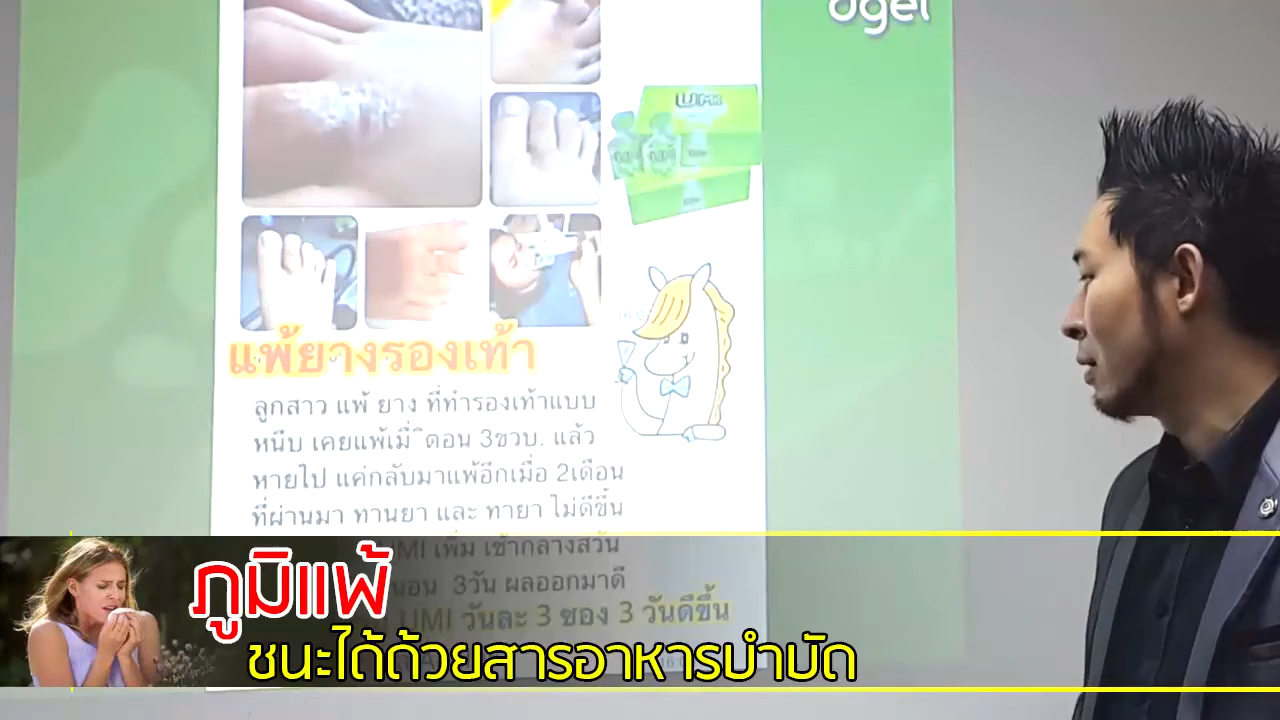 ogel
UMI
แพ้ยางรองเท้า
ลูกสาว แพ้ ยาง ที่ทำรองเท้าแบบ
หนีบ เคยแพ้เมื่อตอน 3ขวบ. แล้ว
หายไป แค่กลับมาแพ้อีกเมื่อ 2เดือน
ที่ผ่านมา ทานยา และ ทายา ไม่ดีขึ้น
UMI เพิ่ม เช้ากลางสวัน
นอน 3วัน ผลออกมาดี
UMI วันละ 3 ซอง 3 วันดีขึ้น
ภูมิแพ้
ชนะได้ด้วยสารอาหารบำบัด